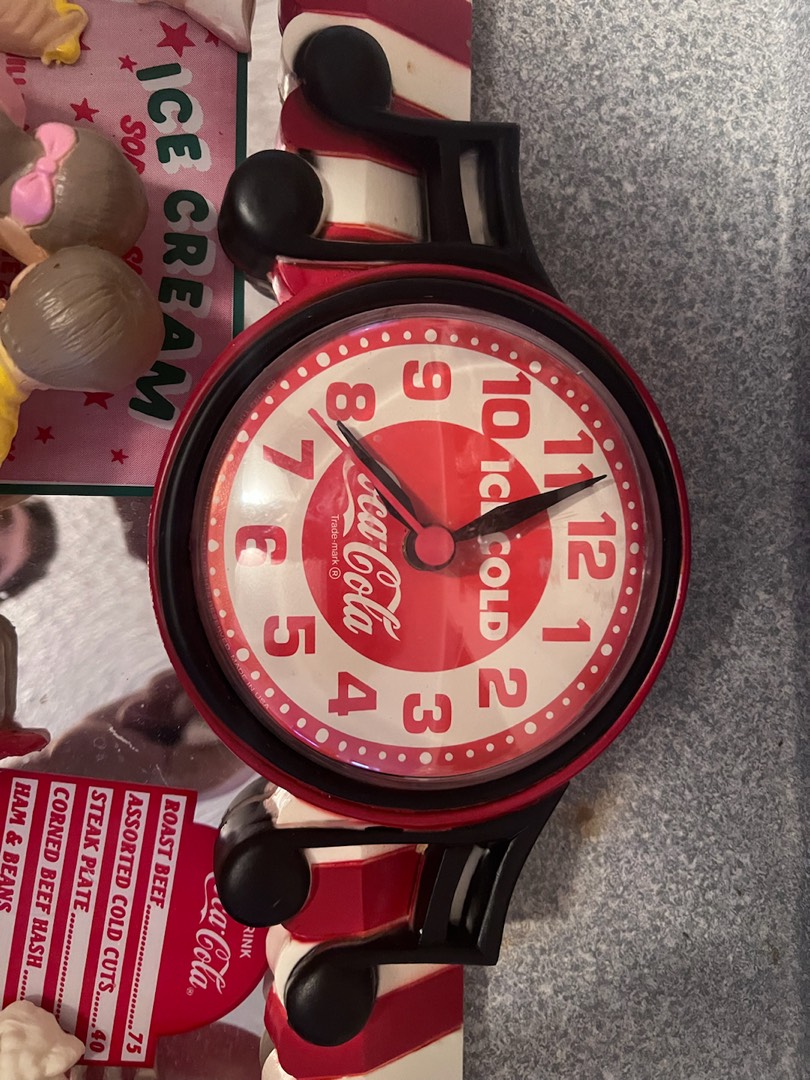 ICE CREAM
10
11
12
1
2
9
ICE COLD
3
8
Coca-Cola
4
Trade-mark ®
7
6
5
Coca-Cola®
ROAST BEEF..........75
ASSORTED COLD CUTS....40
STEAK PLATE
CORNED BEEF HASH
HAM & BEANS